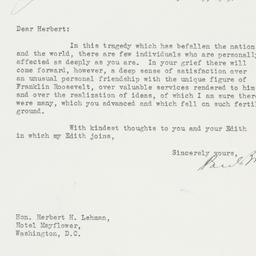 Dear Herbert:
In this tragedy which has befallen the nation
and the world, there are few individuals who are personally
affected as deeply as you are. In your grief there will
come forward, however, a deep sense of satisfaction over
an unusual personal friendship with the unique figure of
Franklin Roosevelt, over valuable services rendered to him
and over the realization of ideas, of which I am sure there
were many, which you advanced and which fell on such fertile
ground.
With kindest thoughts to you and your Edith
in which my Edith joins,
Sincerely yours,
Hon. Herbert H. Lehman,
Hotel Mayflower,
Washington, D.C.